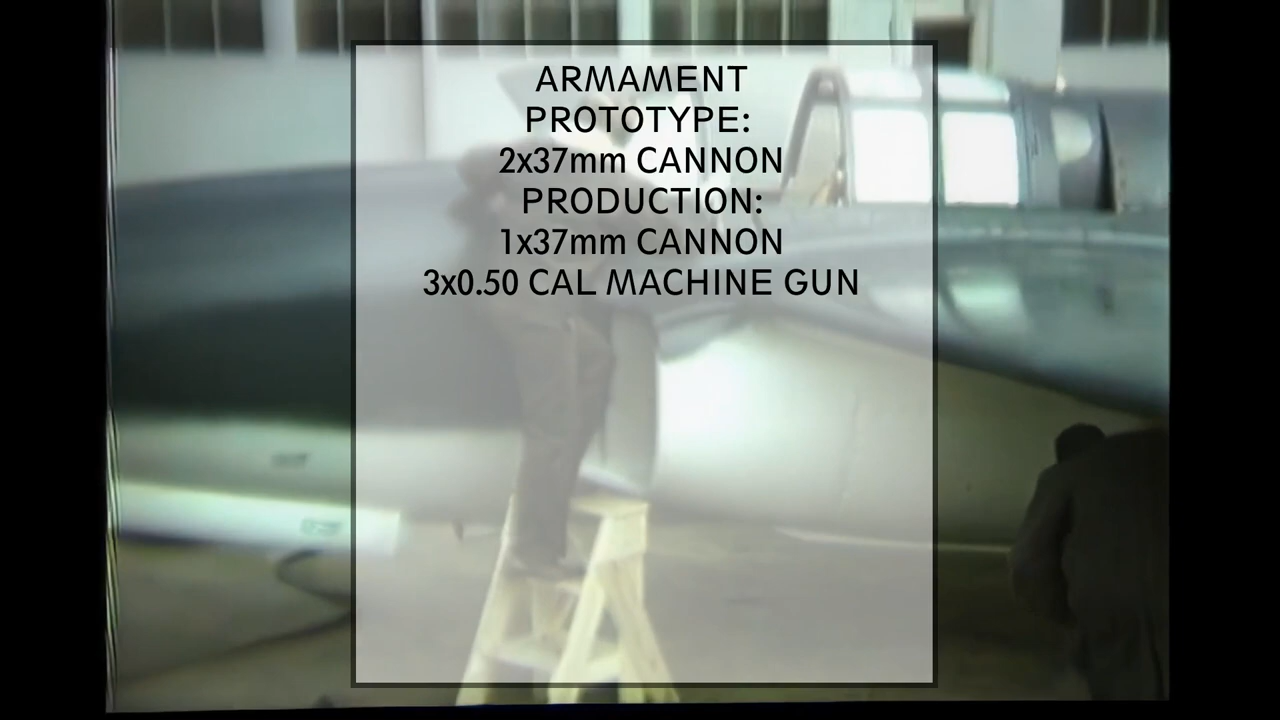 ARMAMENT
PROTOTYPE:
2x37mm CANNON
PRODUCTION:
1x37mm CANNON
3x0.50 CAL MACHINE GUN